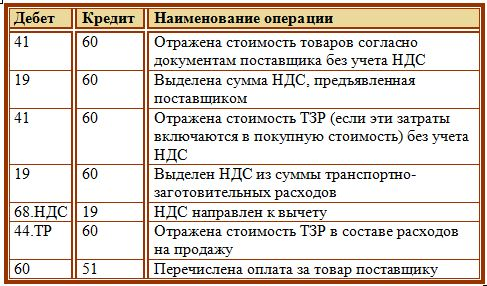 Дебет Кредит Наименование операции
41 60 Отражена стоимость товаров согласно
документам поставщика без учета НДС
19 60 Выделена сумма НДС, предъявленная
поставщиком
41 60 Отражена стоимость ТЗР (если эти затраты
включаются в покупную стоимость) без учета
НДС
19 60 Выделен НДС из суммы транспортно-
заготовительных расходов
68.НДС 19 НДС направлен к вычету
44.ТР 60 Отражена стоимость ТЗР в составе расходов
на продажу
60 51 Перечислена оплата за товар поставщику